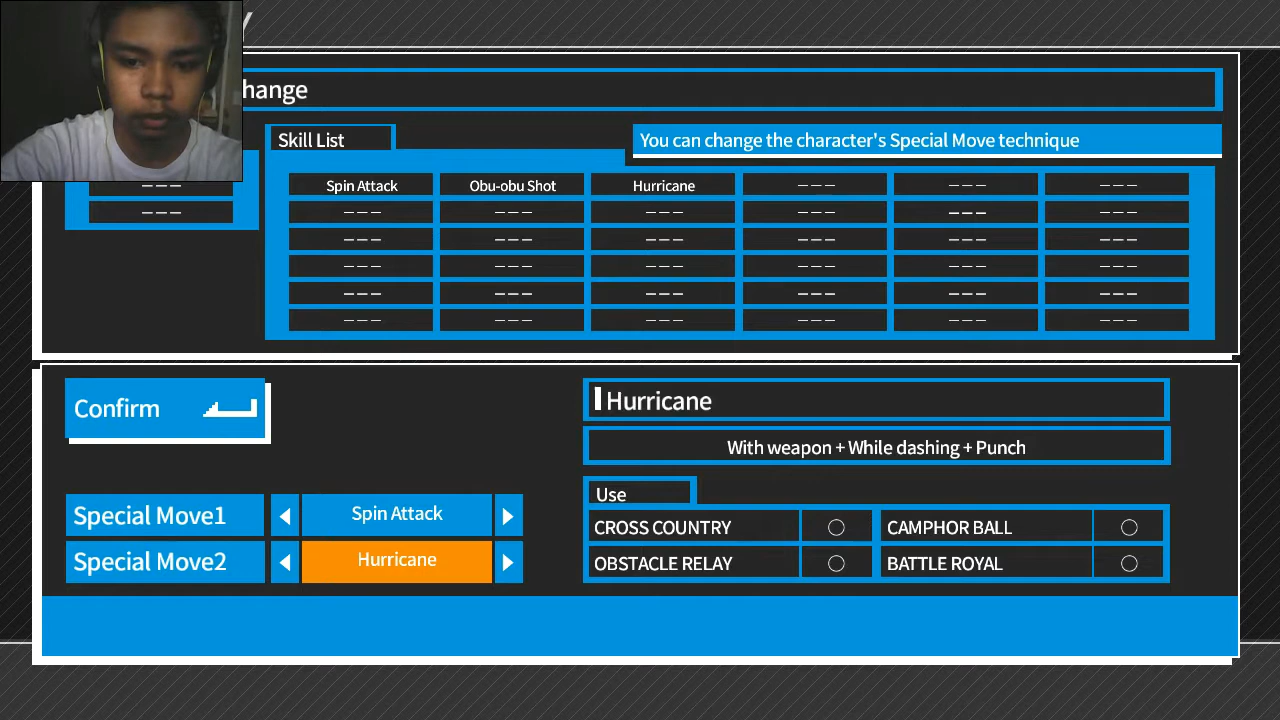 hange
Skill List
You can change the character's Special Move technique
Spin Attack Obu-obu Shot Hurricane --- --- ---
--- --- --- --- --- --- ---
--- --- --- --- --- --- ---
--- --- --- --- --- ---
--- --- --- --- --- ---
--- --- --- --- --- ---
Confirm
Hurricane
With weapon + While dashing + Punch
Use
Special Move1 Spin Attack
Special Move2 Hurricane
CROSS COUNTRY ○ CAMPHOR BALL ○
OBSTACLE RELAY ○ BATTLE ROYAL ○